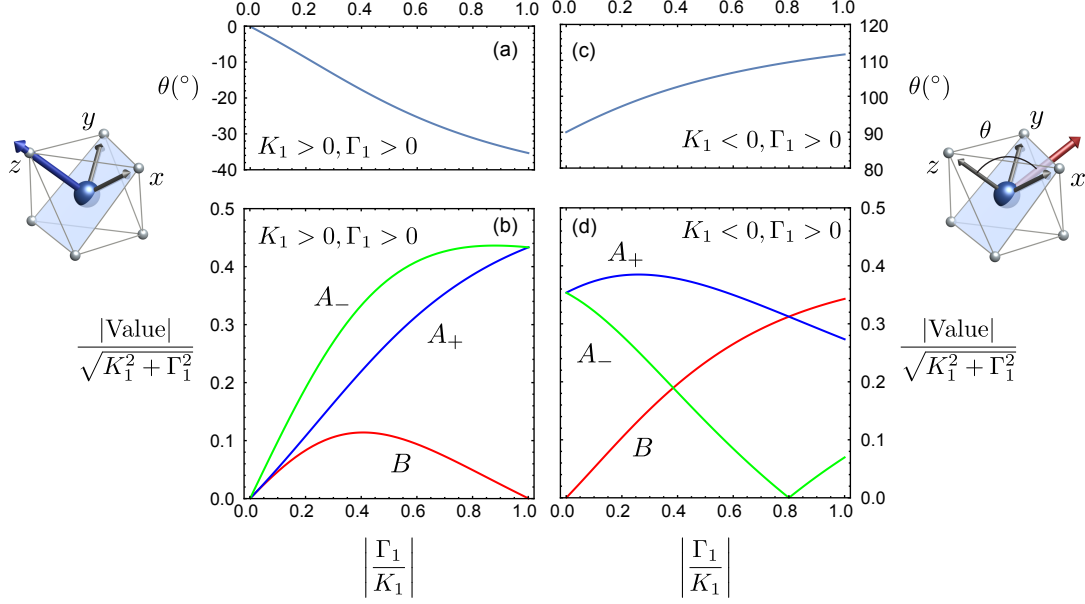 0.0 0.2 0.4 0.6 0.8 1.0
0.0 0.2 0.4 0.6 0.8 1.0
0
-10
-20
-30
-40
θ(°)
(a)
K₁ > 0, Γ₁ > 0
(c)
K₁ < 0, Γ₁ > 0
120
110
100
90
80
θ(°)
y
z
x
θ
y
z
x
0.5
0.4
0.3
0.2
0.1
0.0
K₁ > 0, Γ₁ > 0
(b)
A₋
A₊
B
(d)
K₁ < 0, Γ₁ > 0
A₊
A₋
B
0.5
0.4
0.3
0.2
0.1
0.0
|Value|
√K₁² + Γ₁²
|Value|
√K₁² + Γ₁²
0.0 0.2 0.4 0.6 0.8 1.0
0.0 0.2 0.4 0.6 0.8 1.0
|Γ₁/K₁|
|Γ₁/K₁|